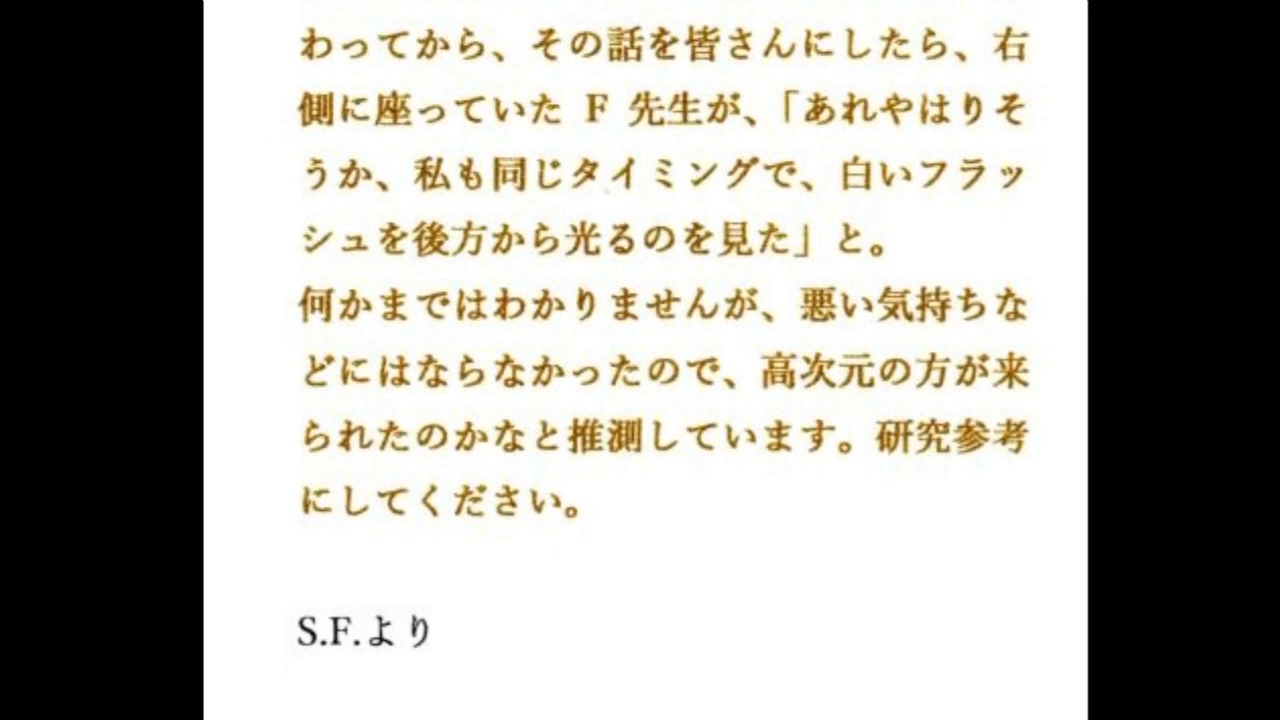 わってから、その話を皆さんにしたら、右
側に座っていた F 先生が、「あれやはりそ
うか、私も同じタイミングで、白いフラッ
シュを後方から光るのを見た」と。
何かまではわかりませんが、悪い気持ちな
どにはならなかったので、高次元の方が来
られたのかなと推測しています。研究参考
にしてください。
S.F.より